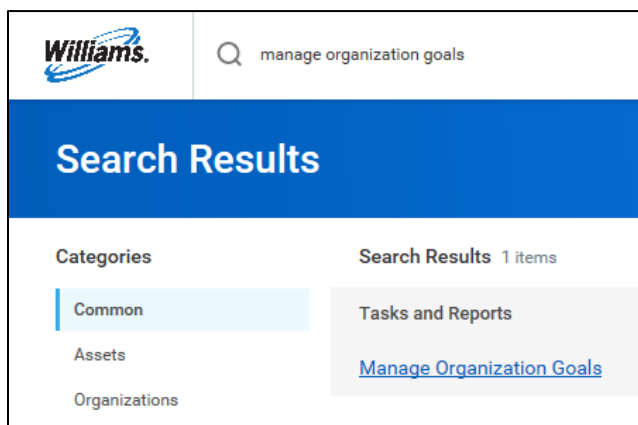 Williams.
manage organization goals
Search Results
Categories
Common
Assets
Organizations
Search Results 1 items
Tasks and Reports
Manage Organization Goals